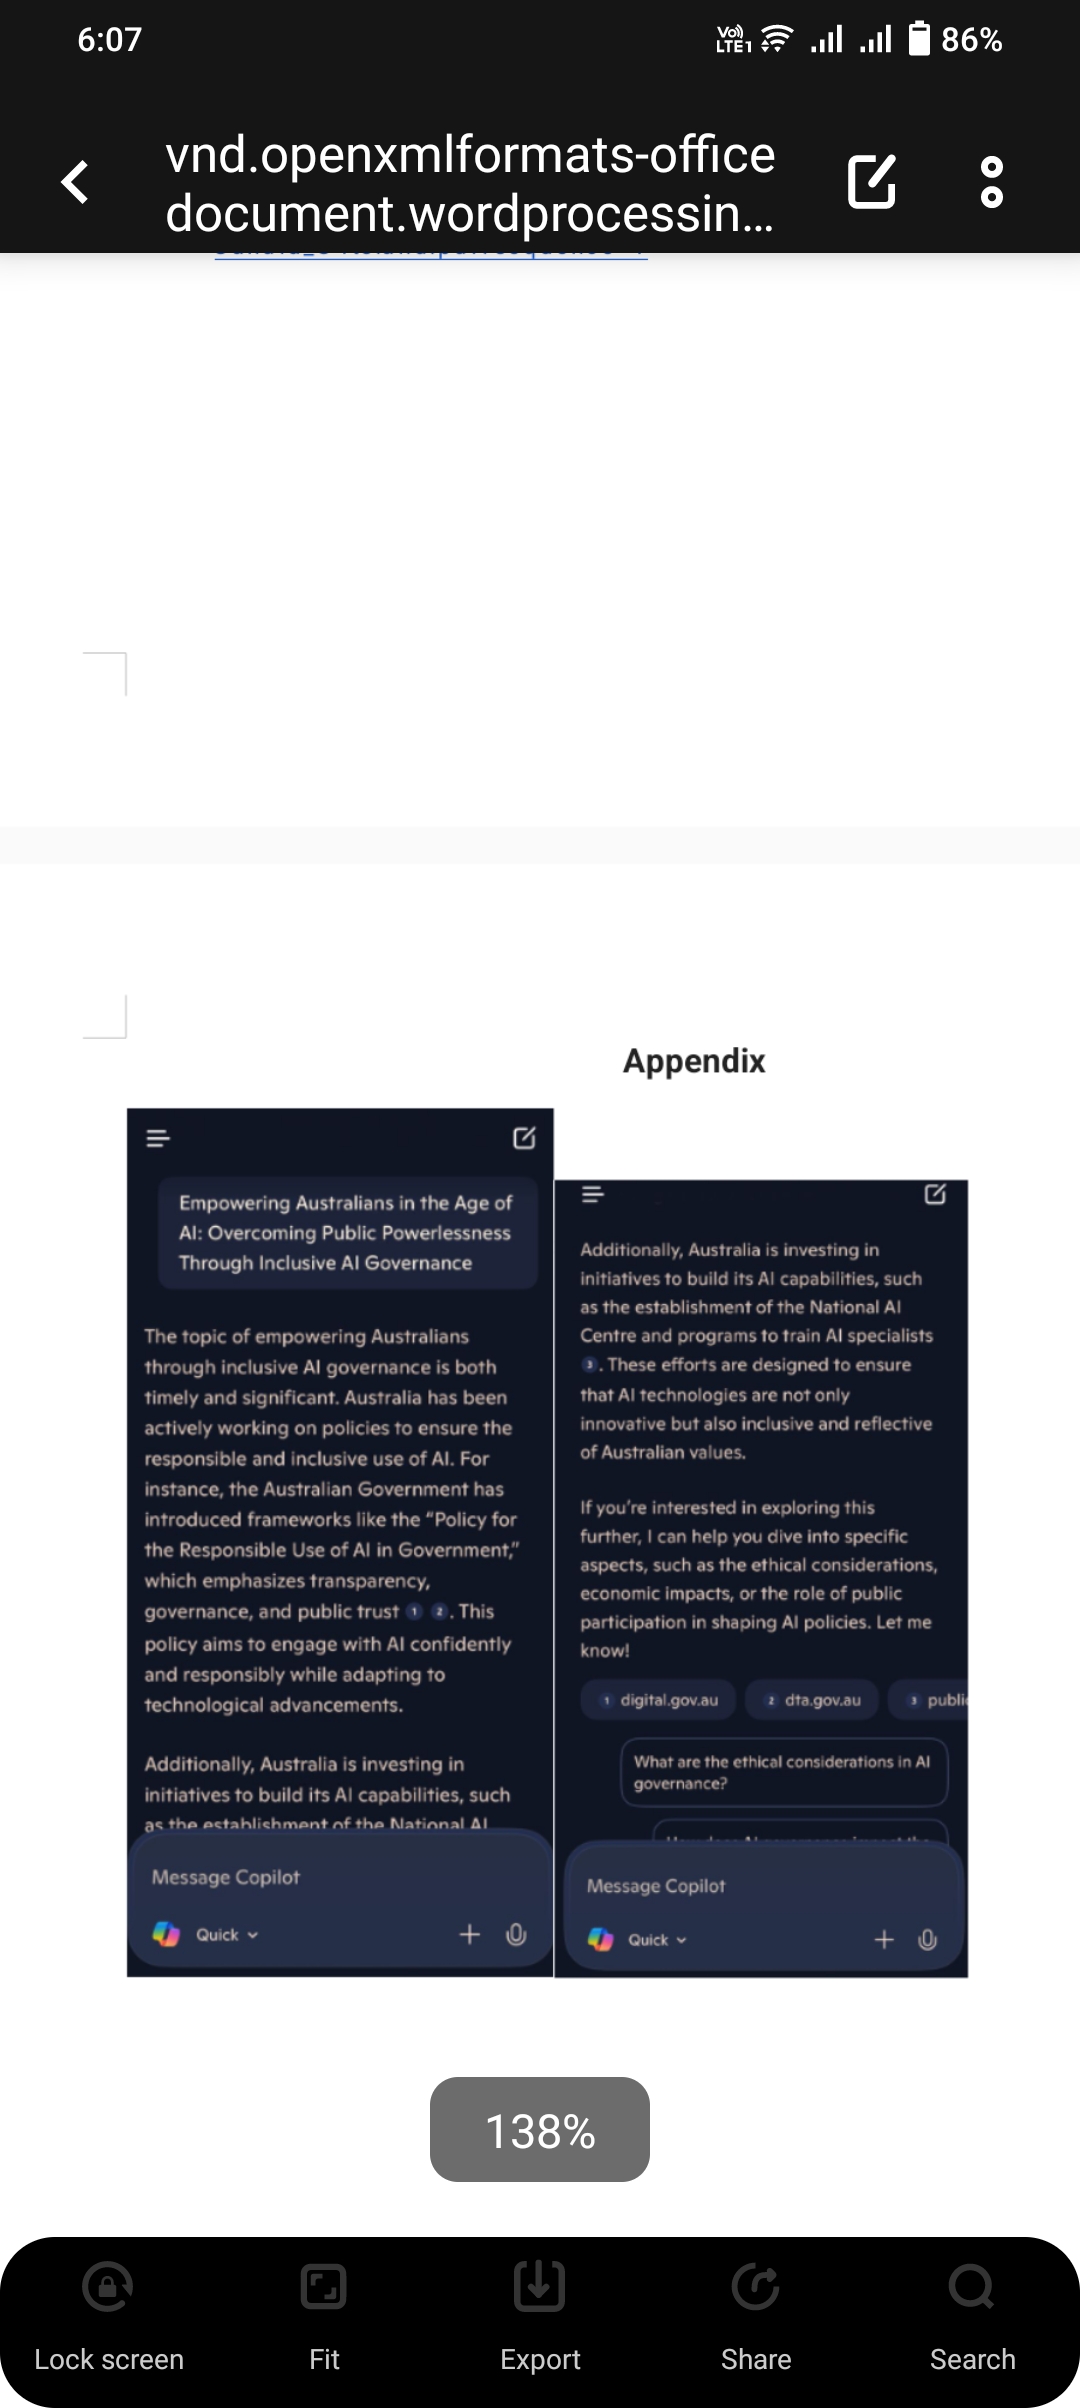 6:07
Vo)) LTE1 86%
vnd.openxmlformats-office
document.wordprocessin...
Appendix
Empowering Australians in the Age of
AI: Overcoming Public Powerlessness
Through Inclusive AI Governance
The topic of empowering Australians
through inclusive AI governance is both
timely and significant. Australia has been
actively working on policies to ensure the
responsible and inclusive use of AI. For
instance, the Australian Government has
introduced frameworks like the “Policy for
the Responsible Use of AI in Government,”
which emphasizes transparency,
governance, and public trust 1 2. This
policy aims to engage with AI confidently
and responsibly while adapting to
technological advancements.
Additionally, Australia is investing in
initiatives to build its AI capabilities, such
as the establishment of the National AI
Message Copilot
Quick
Additionally, Australia is investing in
initiatives to build its AI capabilities, such
as the establishment of the National AI
Centre and programs to train AI specialists
3. These efforts are designed to ensure
that AI technologies are not only
innovative but also inclusive and reflective
of Australian values.
If you’re interested in exploring this
further, I can help you dive into specific
aspects, such as the ethical considerations,
economic impacts, or the role of public
participation in shaping AI policies. Let me
know!
1 digital.gov.au 2 dta.gov.au 3 public
What are the ethical considerations in AI
governance?
Message Copilot
Quick
138%
Lock screen Fit Export Share Search